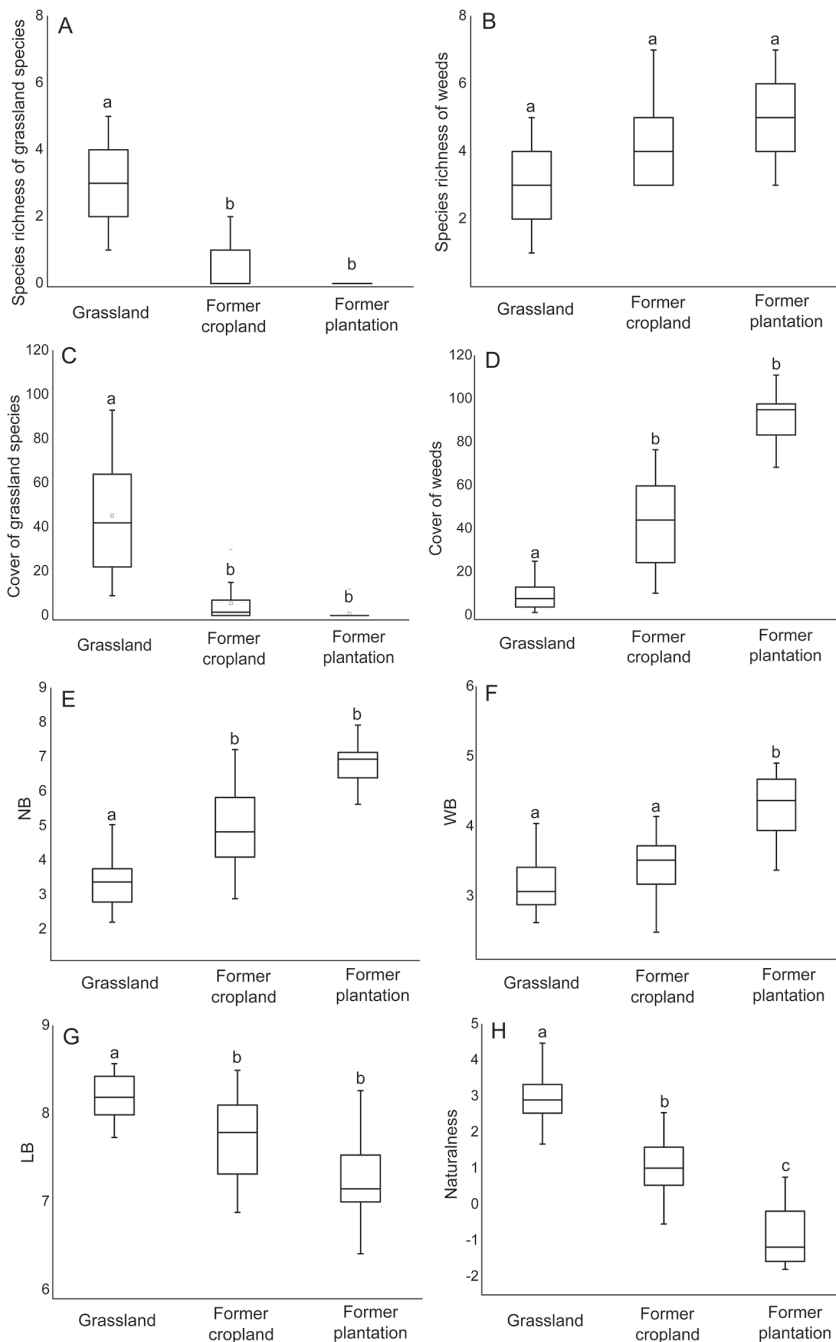 A
Species richness of grassland species
8
6
4
2
0
a
b
b
Grassland
Former
cropland
Former
plantation
B
Species richness of weeds
8
6
4
2
a
a
a
Grassland
Former
cropland
Former
plantation
C
Cover of grassland species
120
100
80
60
40
20
0
a
b
b
Grassland
Former
cropland
Former
plantation
D
Cover of weeds
120
100
80
60
40
20
0
a
b
b
Grassland
Former
cropland
Former
plantation
E
NB
9
8
7
6
5
4
3
2
a
b
b
Grassland
Former
cropland
Former
plantation
F
WB
6
5
4
3
a
a
b
Grassland
Former
cropland
Former
plantation
G
LB
9
8
7
6
a
b
b
Grassland
Former
cropland
Former
plantation
H
Naturalness
5
4
3
2
1
0
-1
-2
a
b
c
Grassland
Former
cropland
Former
plantation